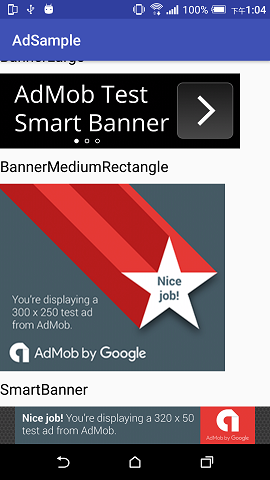 100% 下午1:04
AdSample
BannerLarge
AdMob Test
Smart Banner
BannerMediumRectangle
Nice
job!
You're displaying a
300 x 250 test ad
from AdMob.
AdMob by Google
SmartBanner
Nice job! You're displaying a 320 x 50
test ad from AdMob.
AdMob by Google